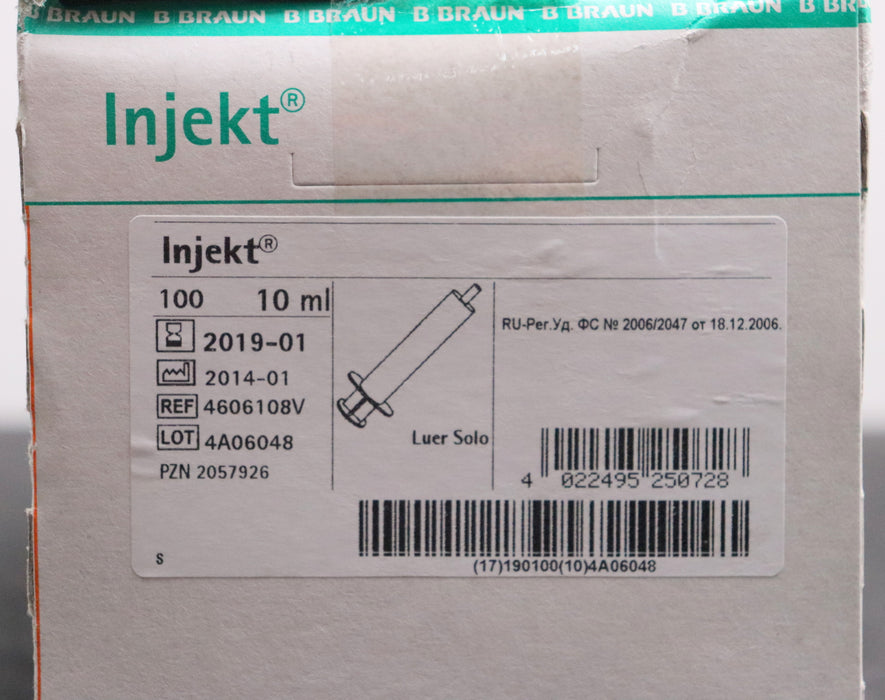 B BRAUN B BRAUN B BRAUN B BRAUN B BRAUN B BRAUN B BR
Injekt®
Injekt®
100 10 ml
2019-01
2014-01
REF 4606108V
LOT 4A06048
PZN 2057926
S
Luer Solo
RU-Рег.Уд. ФС № 2006/2047 от 18.12.2006.
4 022495 250728
(17)190100(10)4A06048